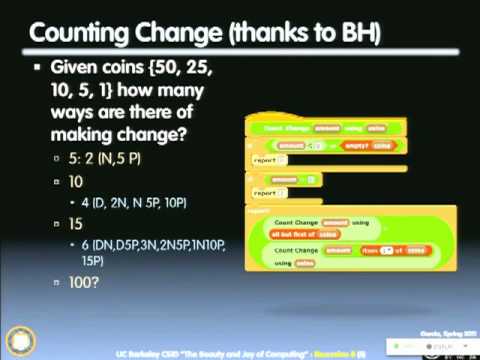 Counting Change (thanks to BH)
Given coins {50, 25,
10, 5, 1} how many
ways are there of
making change?
5: 2 (N,5 P)
10
4 (D, 2N, N 5P, 10P)
15
6 (DN,D5P,3N,2N5P,1N10P,
15P)
100?
Count Change amount using coins
if amount < 0 or empty? coins
report
if amount =
report
report
Count Change amount using
all but first of coins
Count Change amount - item 1 of coins
using coins
UC Berkeley CS10 "The Beauty and Joy of Computing" : Recursion II
Garcia, Spring 2011